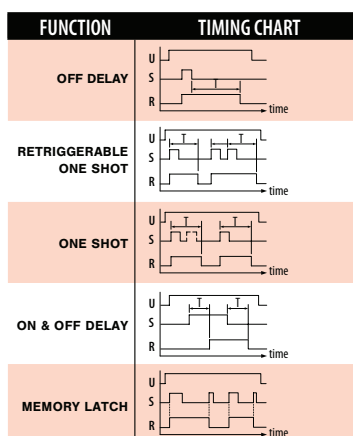 FUNCTION TIMING CHART
OFF DELAY
U
S
T
R
time
RETRIGGERABLE
ONE SHOT
U
T T
S
R
time
ONE SHOT
U
T T
S
R
time
ON & OFF DELAY
U
T T
S
R
time
MEMORY LATCH
U
S
R
time